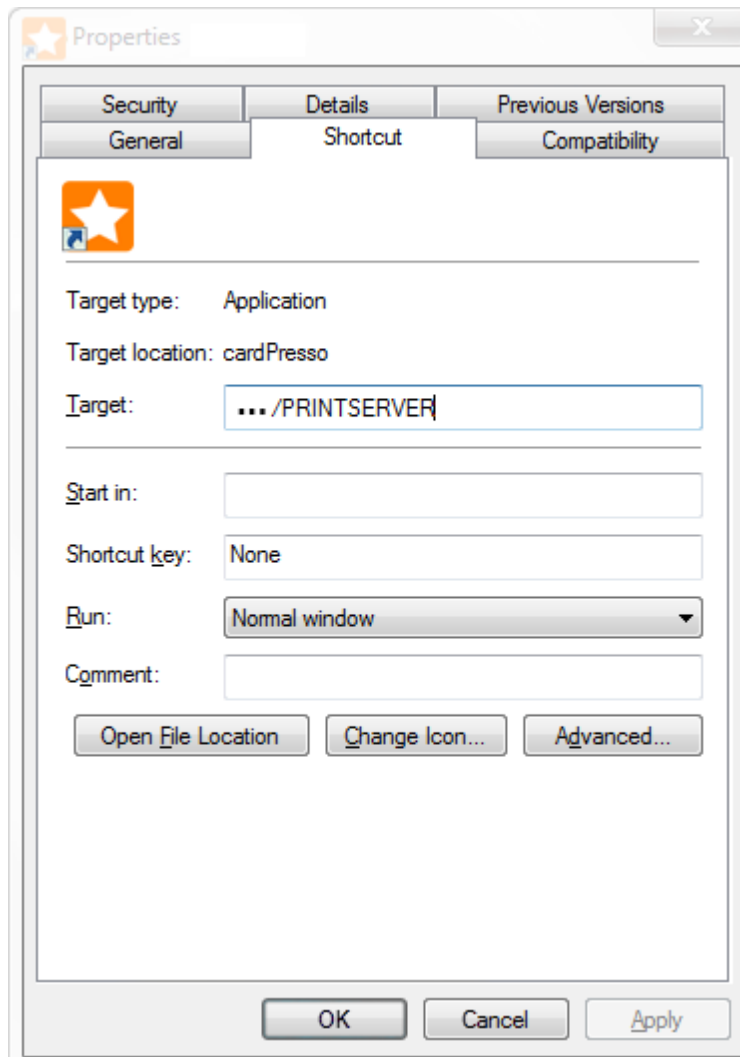 Properties
Security Details Previous Versions
General Shortcut Compatibility
Target type: Application
Target location: cardPresso
Target: ... /PRINTSERVER
Start in:
Shortcut key: None
Run: Normal window
Comment:
Open File Location Change Icon... Advanced...
OK Cancel Apply